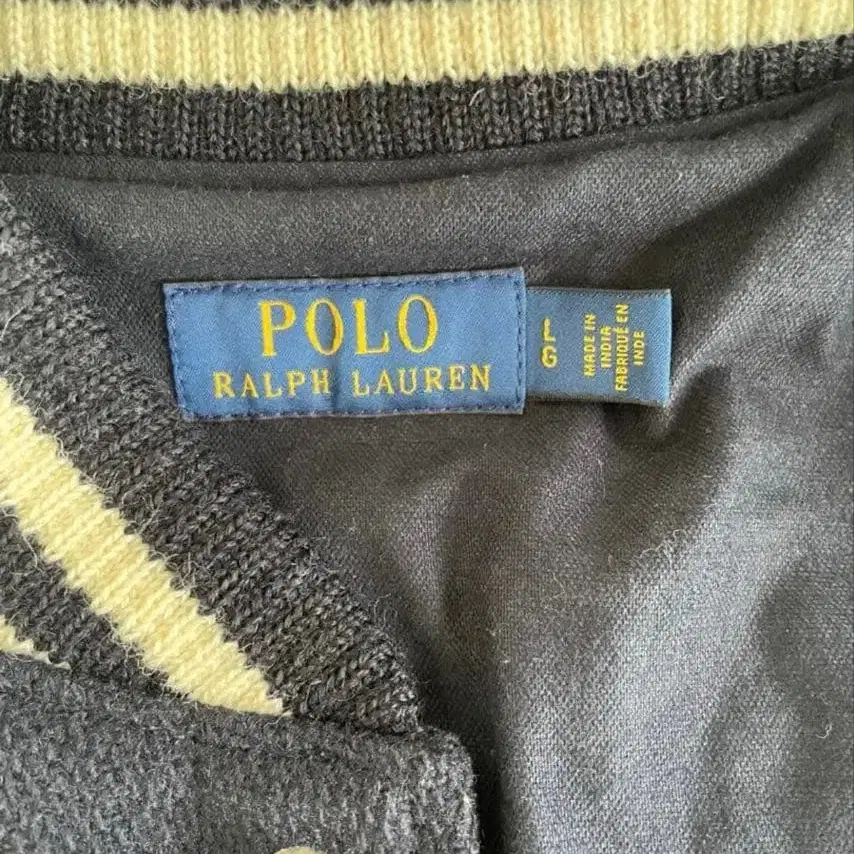 POLO
RALPH LAUREN
L
G
MADE IN
INDIA
FABRIQUÉ EN
INDE